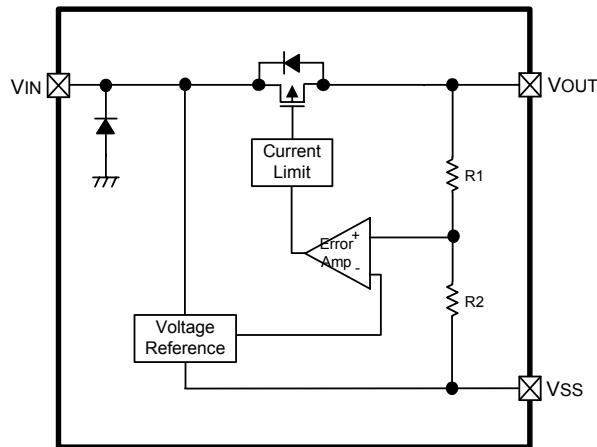 VIN
VOUT
Current
Limit
R1
Error
Amp
+
-
R2
Voltage
Reference
VSS